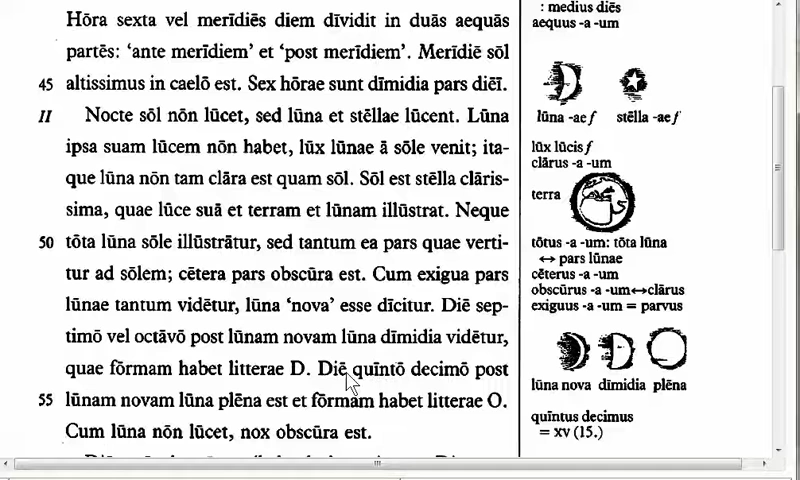 Hōra sexta vel merīdiēs diem dīvidit in duās aequās
partēs: ‘ante merīdiem’ et ‘post merīdiem’. Merīdiē sōl
45 altissimus in caelō est. Sex hōrae sunt dīmidia pars diēī.
II Nocte sōl nōn lūcet, sed lūna et stēllae lūcent. Lūna
ipsa suam lūcem nōn habet, lūx lūnae ā sōle venit; ita-
que lūna nōn tam clāra est quam sōl. Sōl est stēlla clāris-
sima, quae lūce suā et terram et lūnam illūstrat. Neque
50 tōta lūna sōle illūstrātur, sed tantum ea pars quae verti-
tur ad sōlem; cētera pars obscūra est. Cum exigua pars
lūnae tantum vidētur, lūna ‘nova’ esse dīcitur. Diē sep-
timō vel octāvō post lūnam novam lūna dīmidia vidētur,
quae fōrmam habet litterae D. Diē quīntō decimō post
55 lūnam novam lūna plēna est et fōrmam habet litterae O.
Cum lūna nōn lūcet, nox obscūra est.
: medius diēs
aequus -a -um
lūna -ae f stēlla -ae f
lūx lūcis f
clārus -a -um
terra
tōtus -a -um: tōta lūna
↔ pars lūnae
cēterus -a -um
obscūrus -a -um↔clārus
exiguus -a -um = parvus
lūna nova dīmidia plēna
quīntus decimus
= XV (15.)